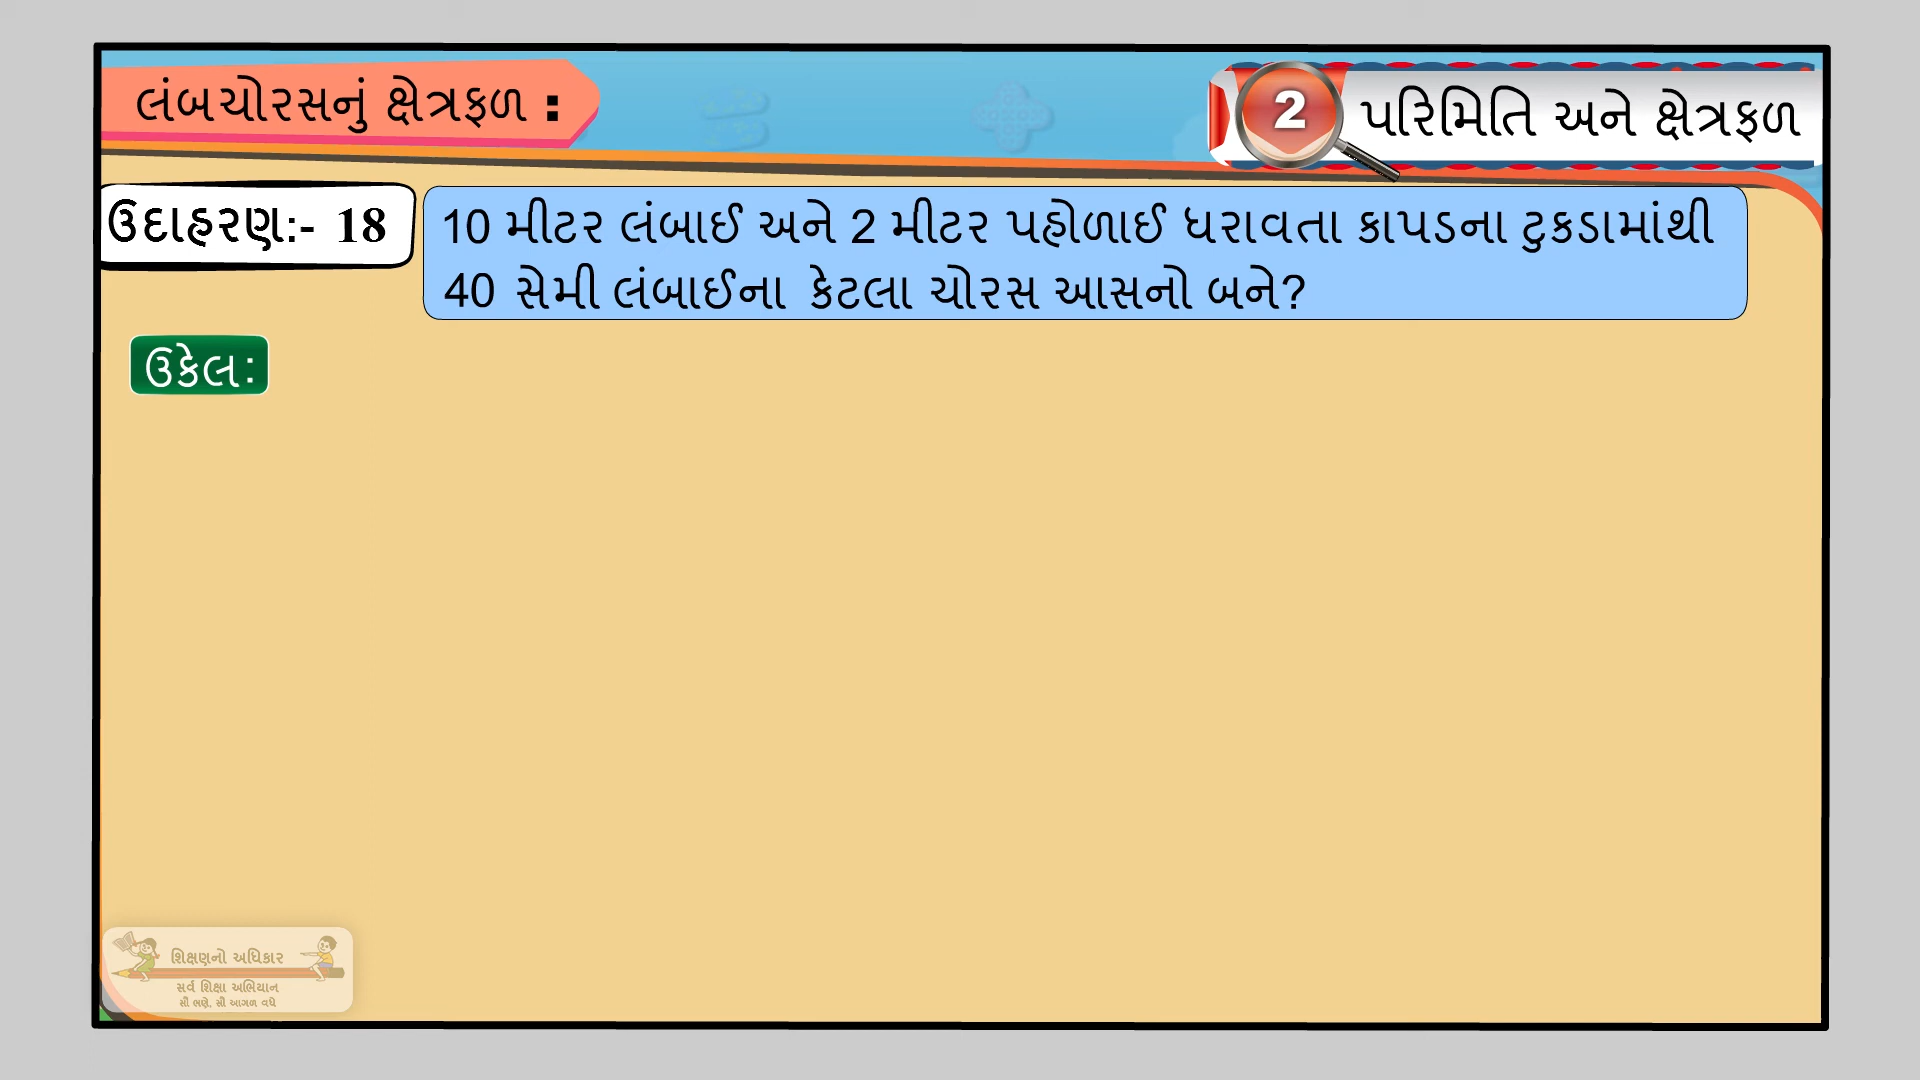 લંબચોરસનું ક્ષેત્રફળ :
2 પરિમિતિ અને ક્ષેત્રફળ
ઉદાહરણ:- 18
10 મીટર લંબાઈ અને 2 મીટર પહોળાઈ ધરાવતા કાપડના ટુકડામાંથી
40 સેમી લંબાઈના કેટલા ચોરસ આસનો બને?
ઉકેલ:
શિક્ષણનો અધિકાર
સર્વ શિક્ષા અભિયાન
સૌ ભણે, સૌ આગળ વધે